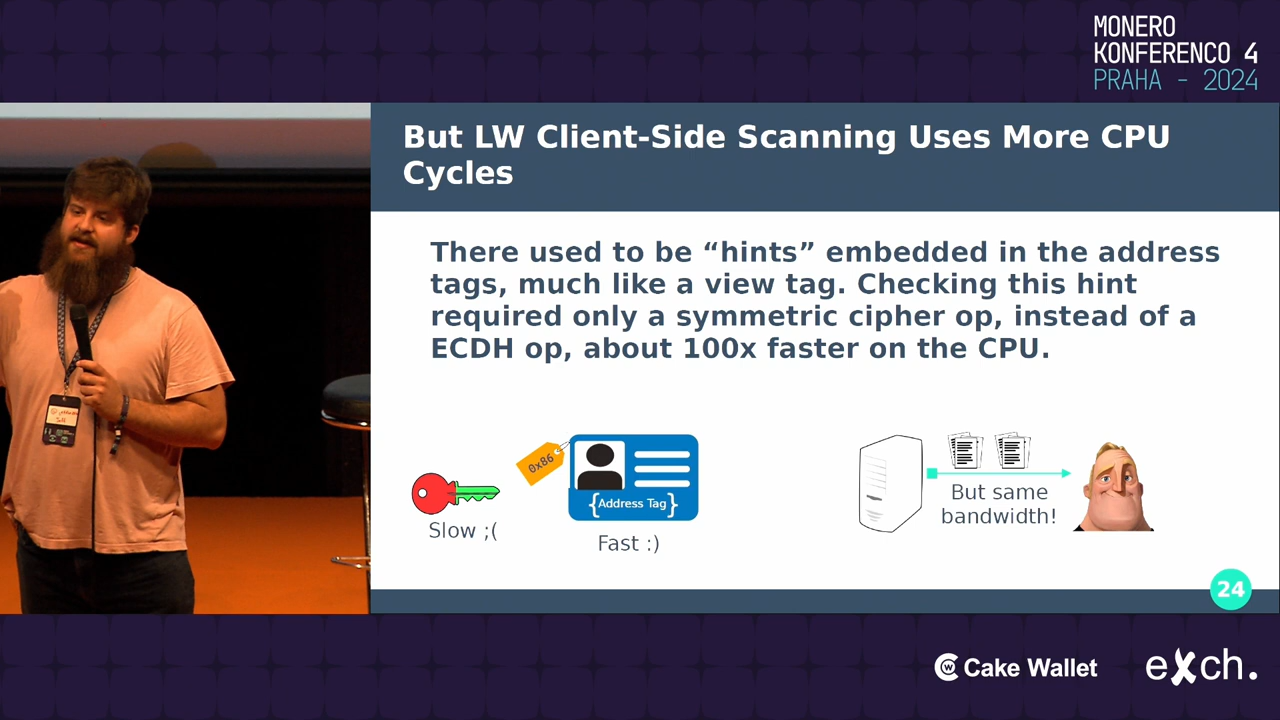 MONERO
KONFERENCO 4
PRAHA - 2024
But LW Client-Side Scanning Uses More CPU
Cycles
There used to be “hints” embedded in the address
tags, much like a view tag. Checking this hint
required only a symmetric cipher op, instead of a
ECDH op, about 100x faster on the CPU.
0x86
{Address Tag}
Slow ;(
Fast :)
But same
bandwidth!
24
Cake Wallet
exch.